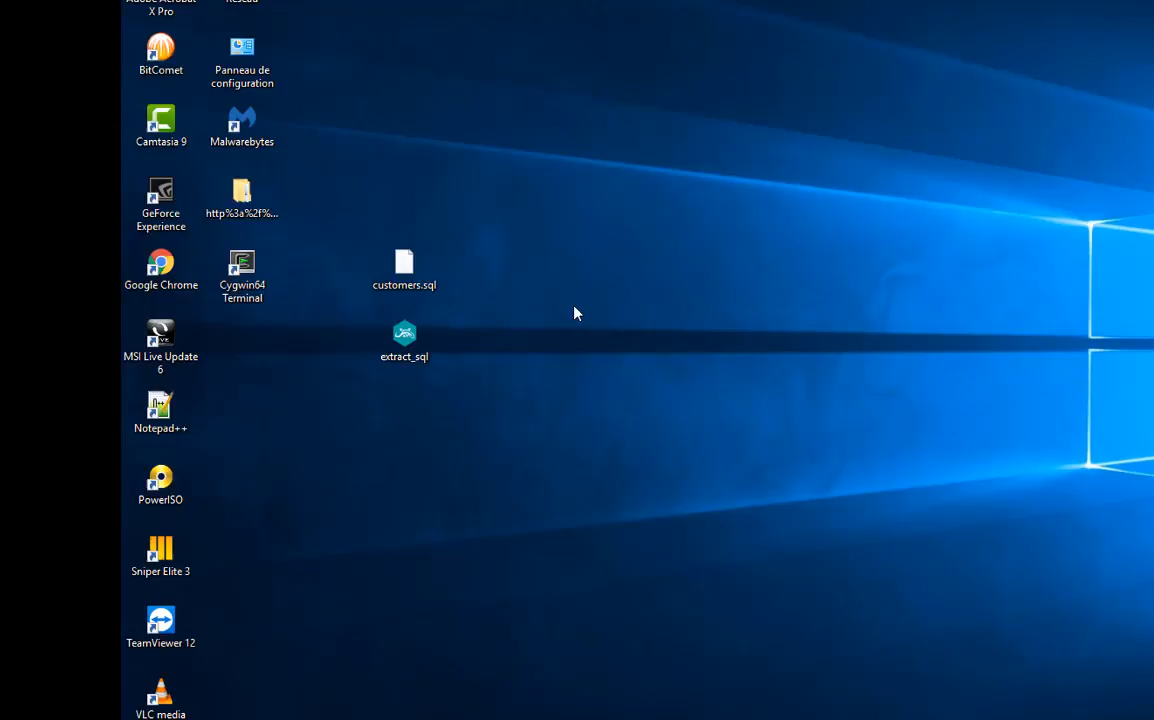 Adobe Acrobat
X Pro
Réseau
BitComet
Panneau de
configuration
Camtasia 9
Malwarebytes
GeForce
Experience
http%3a%2f%...
Google Chrome
Cygwin64
Terminal
customers.sql
MSI Live Update
6
extract_sql
Notepad++
PowerISO
Sniper Elite 3
TeamViewer 12
VLC media